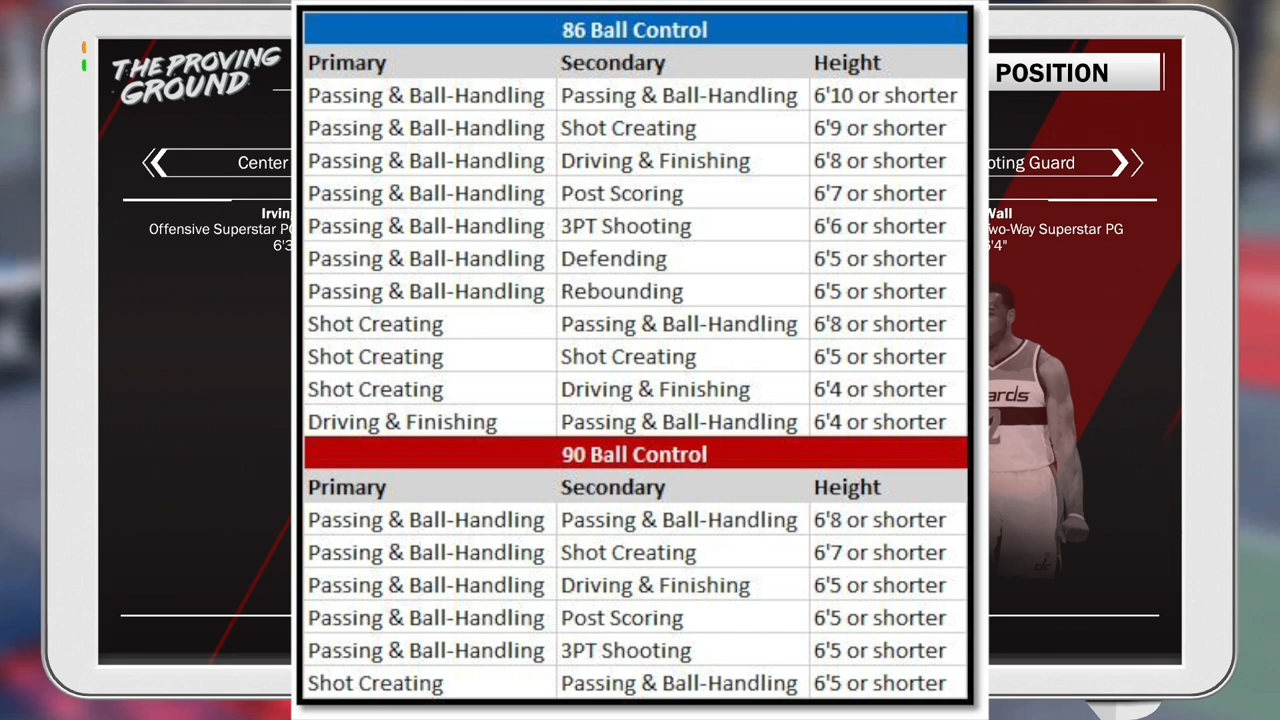 THE PROVING
GROUND
POSITION
Center
oting Guard
Irvin
Offensive Superstar PG
6'3
Wall
wo-Way Superstar PG
'4"
ards
2
86 Ball Control
Primary Secondary Height
Passing & Ball-Handling Passing & Ball-Handling 6'10 or shorter
Passing & Ball-Handling Shot Creating 6'9 or shorter
Passing & Ball-Handling Driving & Finishing 6'8 or shorter
Passing & Ball-Handling Post Scoring 6'7 or shorter
Passing & Ball-Handling 3PT Shooting 6'6 or shorter
Passing & Ball-Handling Defending 6'5 or shorter
Passing & Ball-Handling Rebounding 6'5 or shorter
Shot Creating Passing & Ball-Handling 6'8 or shorter
Shot Creating Shot Creating 6'5 or shorter
Shot Creating Driving & Finishing 6'4 or shorter
Driving & Finishing Passing & Ball-Handling 6'4 or shorter
90 Ball Control
Primary Secondary Height
Passing & Ball-Handling Passing & Ball-Handling 6'8 or shorter
Passing & Ball-Handling Shot Creating 6'7 or shorter
Passing & Ball-Handling Driving & Finishing 6'5 or shorter
Passing & Ball-Handling Post Scoring 6'5 or shorter
Passing & Ball-Handling 3PT Shooting 6'5 or shorter
Shot Creating Passing & Ball-Handling 6'5 or shorter